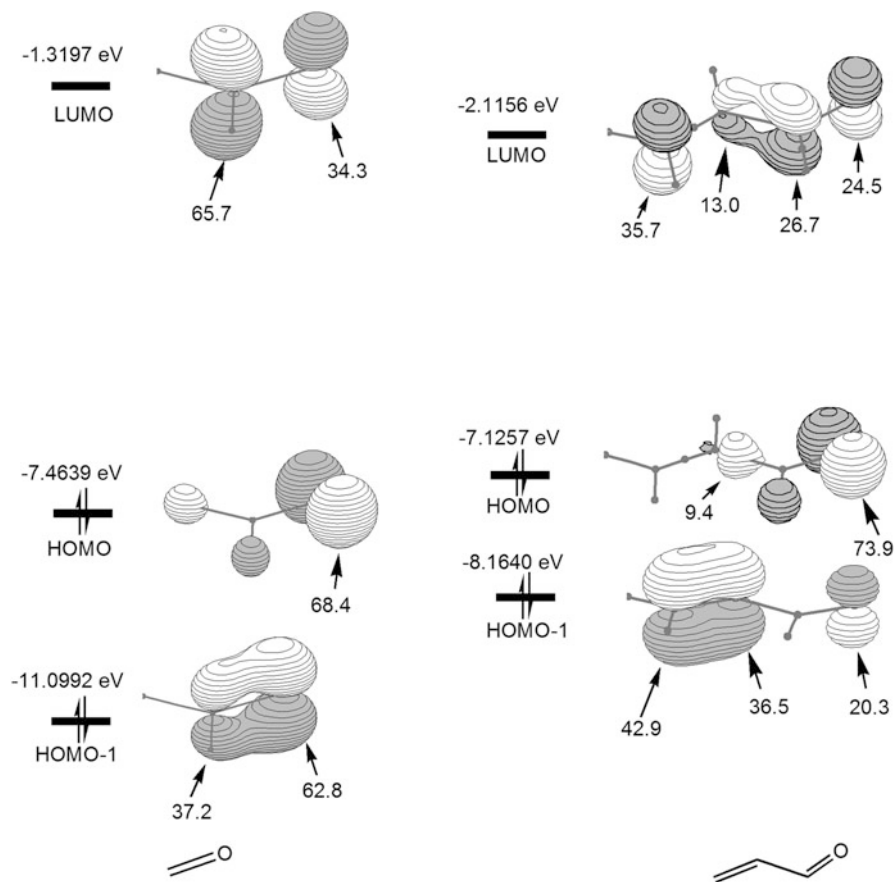 -1.3197 eV
LUMO
65.7
34.3
-2.1156 eV
LUMO
35.7
13.0
26.7
24.5
-7.4639 eV
HOMO
68.4
-7.1257 eV
HOMO
9.4
73.9
-8.1640 eV
HOMO-1
42.9
36.5
20.3
-11.0992 eV
HOMO-1
37.2
62.8
O
O